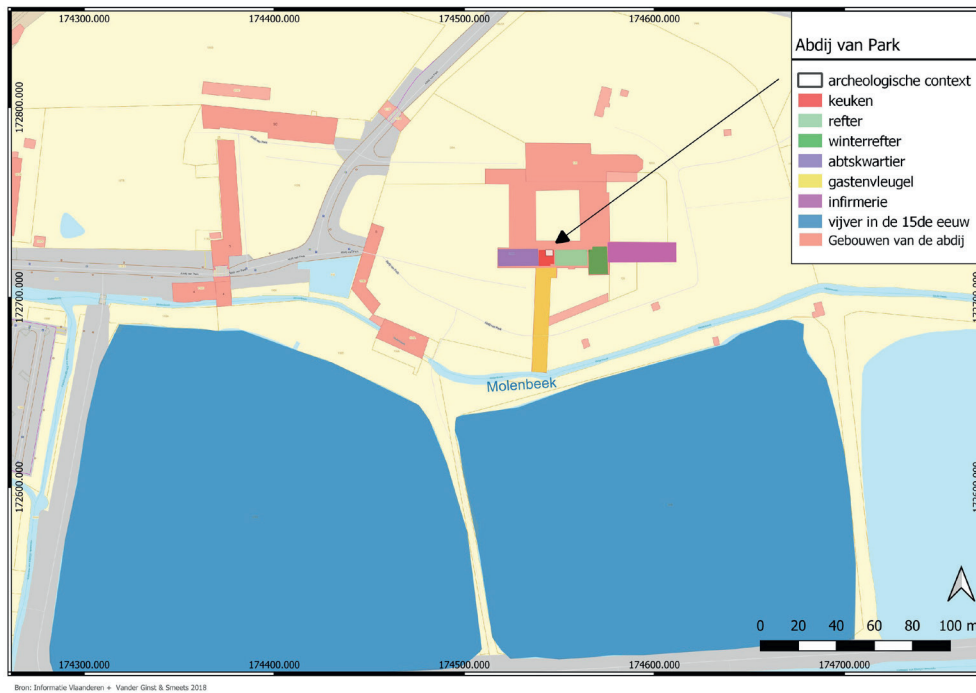 174300.000 174400.000 174500.000 174600.000
Abdij van Park
archeologische context
keuken
refter
winterrefter
abtskwartier
gastenvleugel
infirmerie
vijver in de 15de eeuw
Gebouwen van de abdij
172800.000
172700.000
172600.000
Molenbeek
0 20 40 60 80 100 m
174300.000 174400.000 174500.000 174600.000 174700.000
Bron: Informatie Vlaanderen + Vander Ginst & Smeets 2018